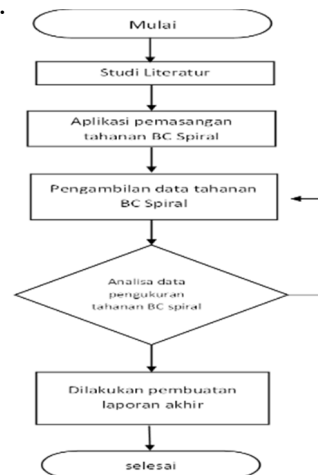 Mulai
Studi Literatur
Aplikasi pemasangan
tahanan BC Spiral
Pengambilan data tahanan
BC Spiral
Analisa data
pengukuran
tahanan BC spiral
Dilakukan pembuatan
laporan akhir
selesai